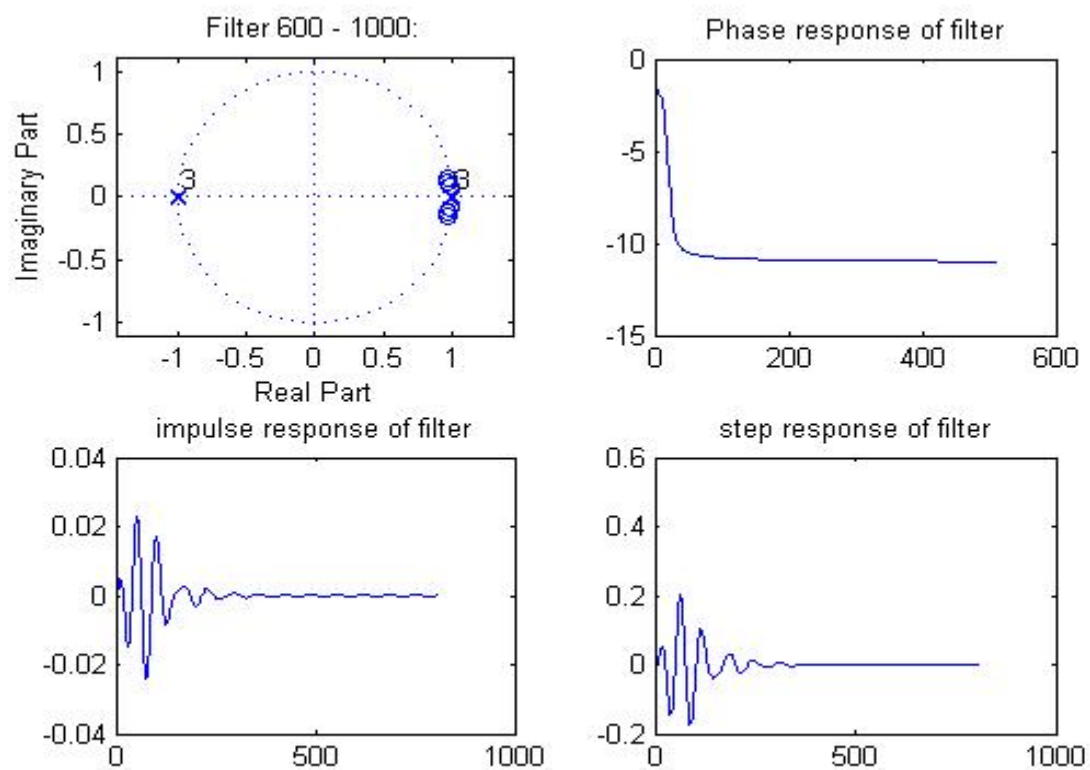 Filter 600 - 1000:
1
0.5
0
-0.5
-1
3
3
-1 -0.5 0 0.5 1
Imaginary Part
Real Part
Phase response of filter
0
-5
-10
-15
0 200 400 600
impulse response of filter
0.04
0.02
0
-0.02
-0.04
0 500 1000
step response of filter
0.6
0.4
0.2
0
-0.2
0 500 1000